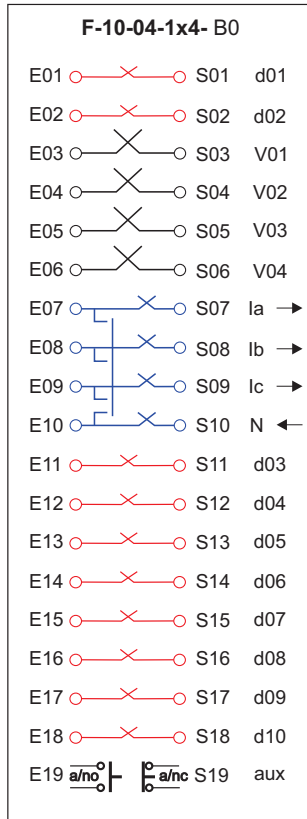 F-10-04-1x4- B0
E01 S01 d01
E02 S02 d02
E03 S03 V01
E04 S04 V02
E05 S05 V03
E06 S06 V04
E07 S07 Ia →
E08 S08 Ib →
E09 S09 Ic →
E10 S10 N ←
E11 S11 d03
E12 S12 d04
E13 S13 d05
E14 S14 d06
E15 S15 d07
E16 S16 d08
E17 S17 d09
E18 S18 d10
E19 a/no a/nc S19 aux